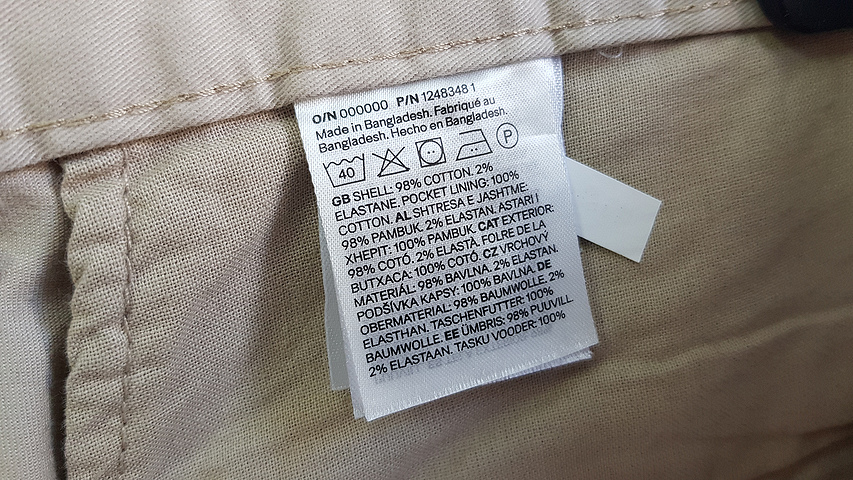 O/N 000000 P/N 1248348 1
Made in Bangladesh. Fabriqué au
Bangladesh. Hecho en Bangladesh.
40 P
GB SHELL: 98% COTTON. 2%
ELASTANE. POCKET LINING: 100%
COTTON. AL SHTRESA E JASHTME:
98% PAMBUK. 2% ELASTAN. ASTARI I
XHEPIT: 100% PAMBUK. CAT EXTERIOR:
98% COTÓ. 2% ELASTÀ. FOLRE DE LA
BUTXACA: 100% COTÓ. CZ VRCHOVÝ
MATERIÁL: 98% BAVLNA. 2% ELASTAN.
PODŠÍVKA KAPSY: 100% BAVLNA. DE
OBERMATERIAL: 98% BAUMWOLLE. 2%
ELASTHAN. TASCHENFUTTER: 100%
BAUMWOLLE. EE ÜMBRIS: 98% PUUVILL.
2% ELASTAAN. TASKU VOODER: 100%